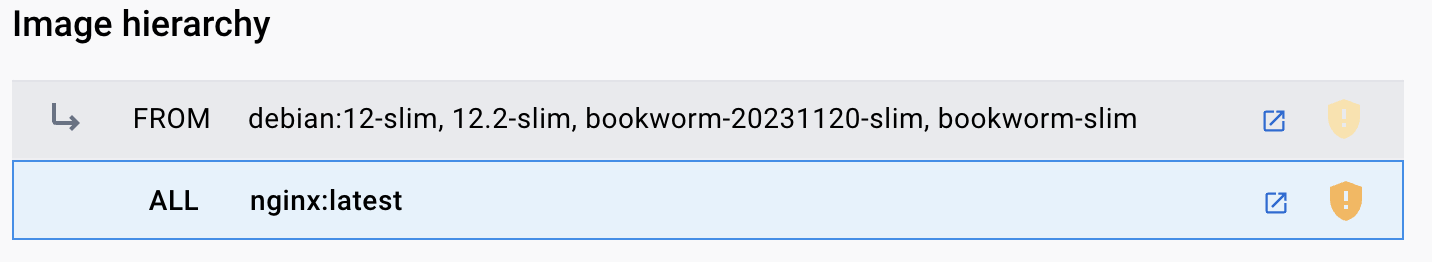 Image hierarchy
FROM debian:12-slim, 12.2-slim, bookworm-20231120-slim, bookworm-slim
ALL nginx:latest